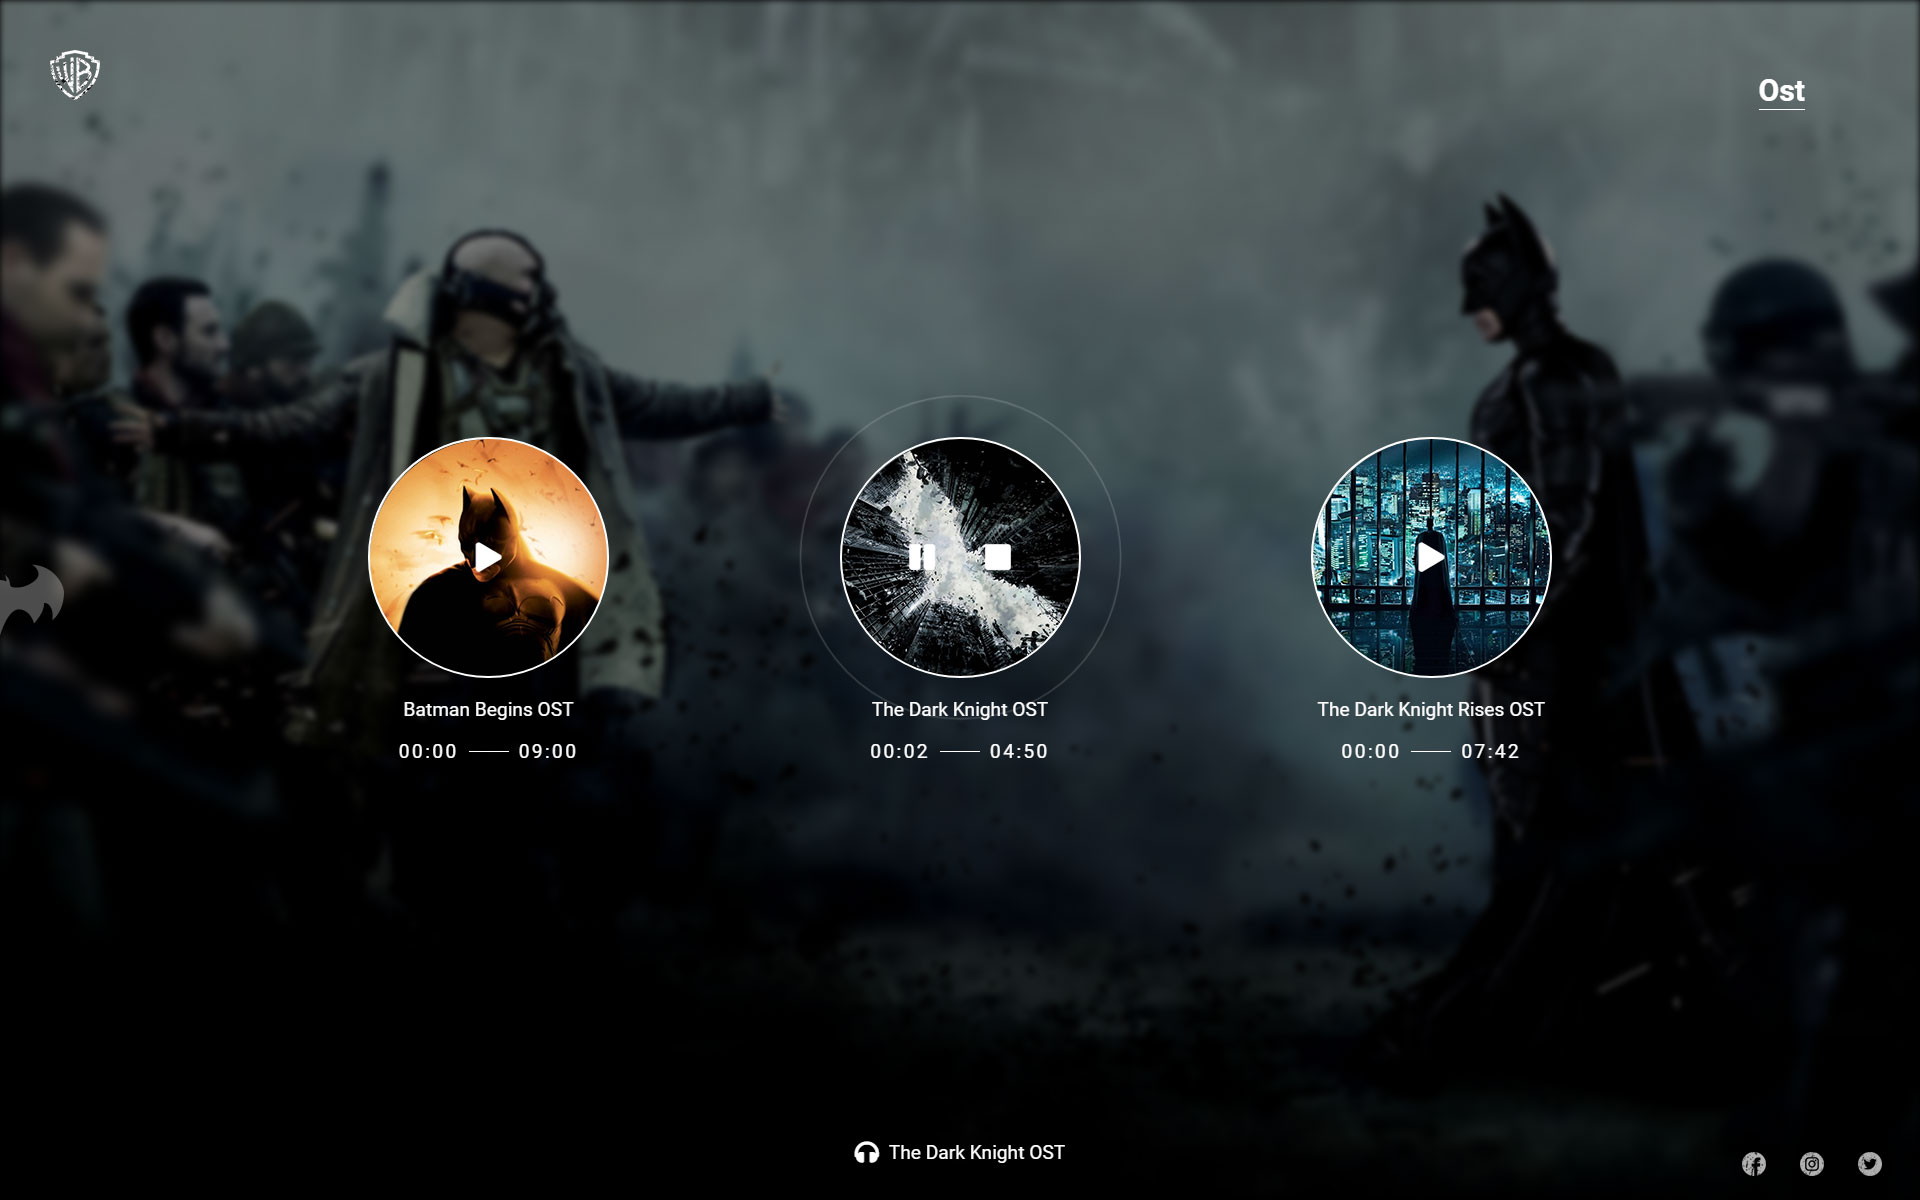 WB
Ost
Batman Begins OST
00:00 09:00
The Dark Knight OST
00:02 04:50
The Dark Knight Rises OST
00:00 07:42
The Dark Knight OST